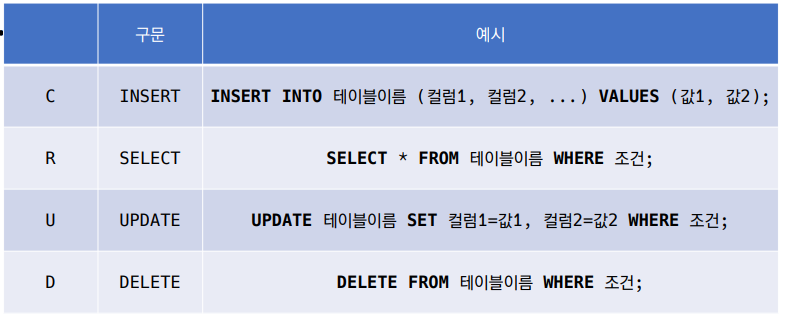 구문 예시
C INSERT INSERT INTO 테이블이름 (컬럼1, 컬럼2, ...) VALUES (값1, 값2);
R SELECT SELECT * FROM 테이블이름 WHERE 조건;
U UPDATE UPDATE 테이블이름 SET 컬럼1=값1, 컬럼2=값2 WHERE 조건;
D DELETE DELETE FROM 테이블이름 WHERE 조건;